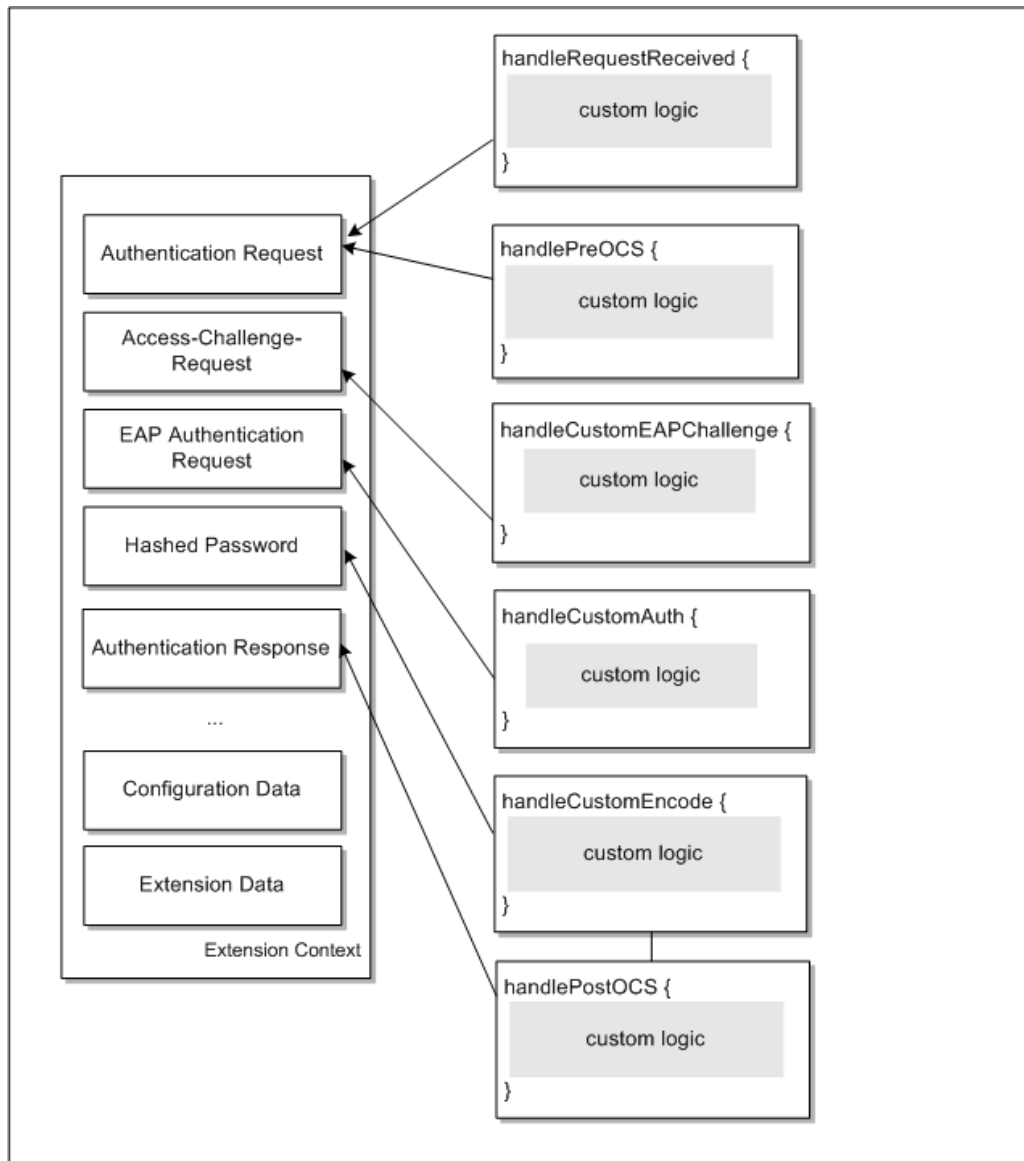 handleRequestReceived {
custom logic
}
Authentication Request
handlePreOCS {
custom logic
}
Access-Challenge-
Request
EAP Authentication
Request
handleCustomEAPChallenge {
custom logic
}
Hashed Password
Authentication Response
...
handleCustomAuth {
custom logic
}
Configuration Data
Extension Data
Extension Context
handleCustomEncode {
custom logic
}
handlePostOCS {
custom logic
}